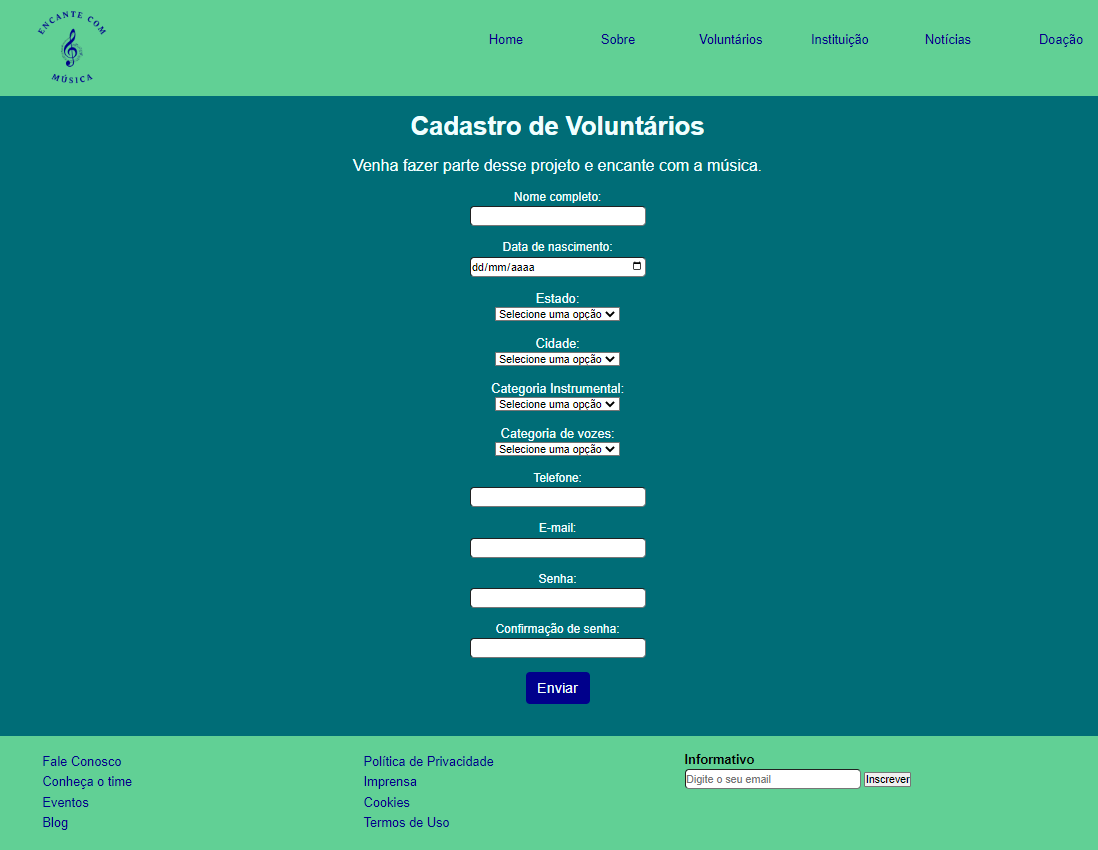 ENCANTE COM
MÚSICA
Home Sobre Voluntários Instituição Notícias Doação
Cadastro de Voluntários
Venha fazer parte desse projeto e encante com a música.
Nome completo:
Data de nascimento:
dd/mm/aaaa
Estado:
Selecione uma opção
Cidade:
Selecione uma opção
Categoria Instrumental:
Selecione uma opção
Categoria de vozes:
Selecione uma opção
Telefone:
E-mail:
Senha:
Confirmação de senha:
Enviar
Fale Conosco
Conheça o time
Eventos
Blog
Política de Privacidade
Imprensa
Cookies
Termos de Uso
Informativo
Digite o seu email Inscrever